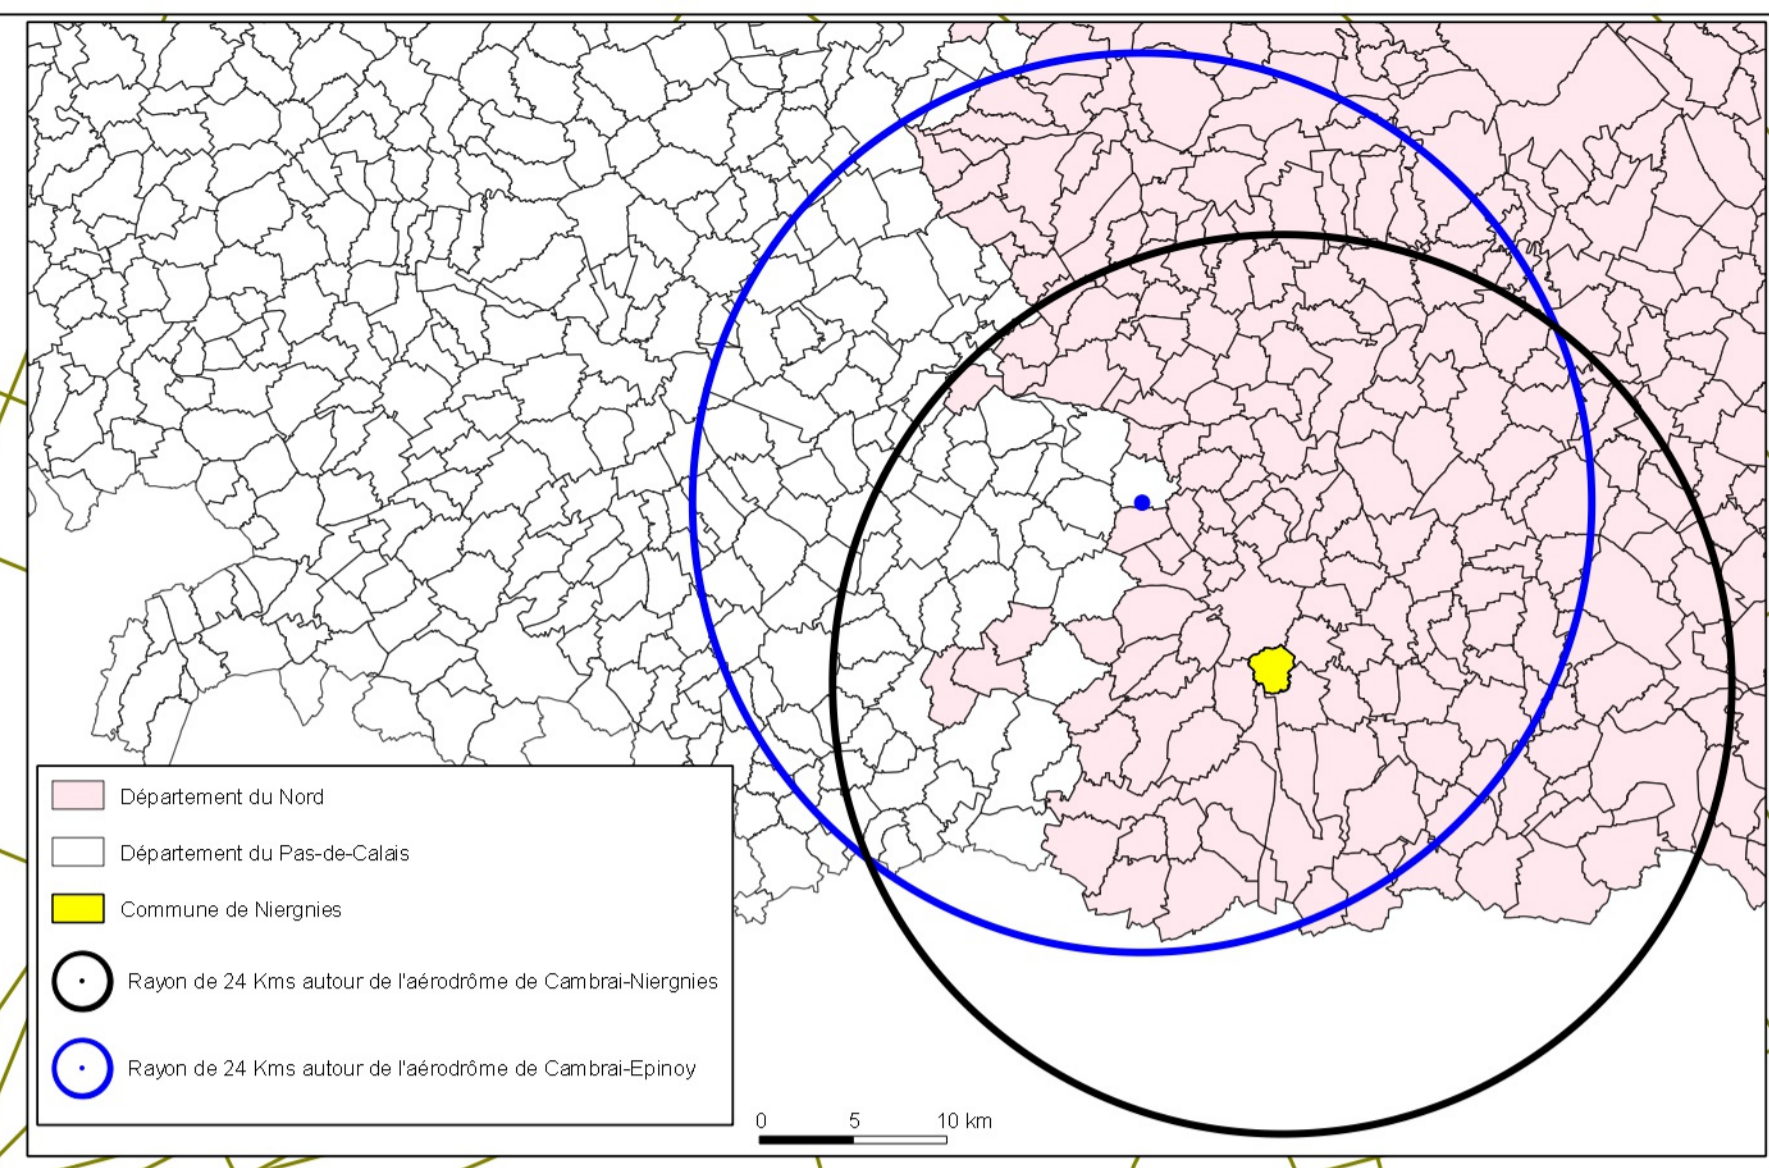 Département du Nord
Département du Pas-de-Calais
Commune de Niergnies
Rayon de 24 Kms autour de l'aérodrôme de Cambrai-Niergnies
Rayon de 24 Kms autour de l'aérodrôme de Cambrai-Epinoy
0 5 10 km